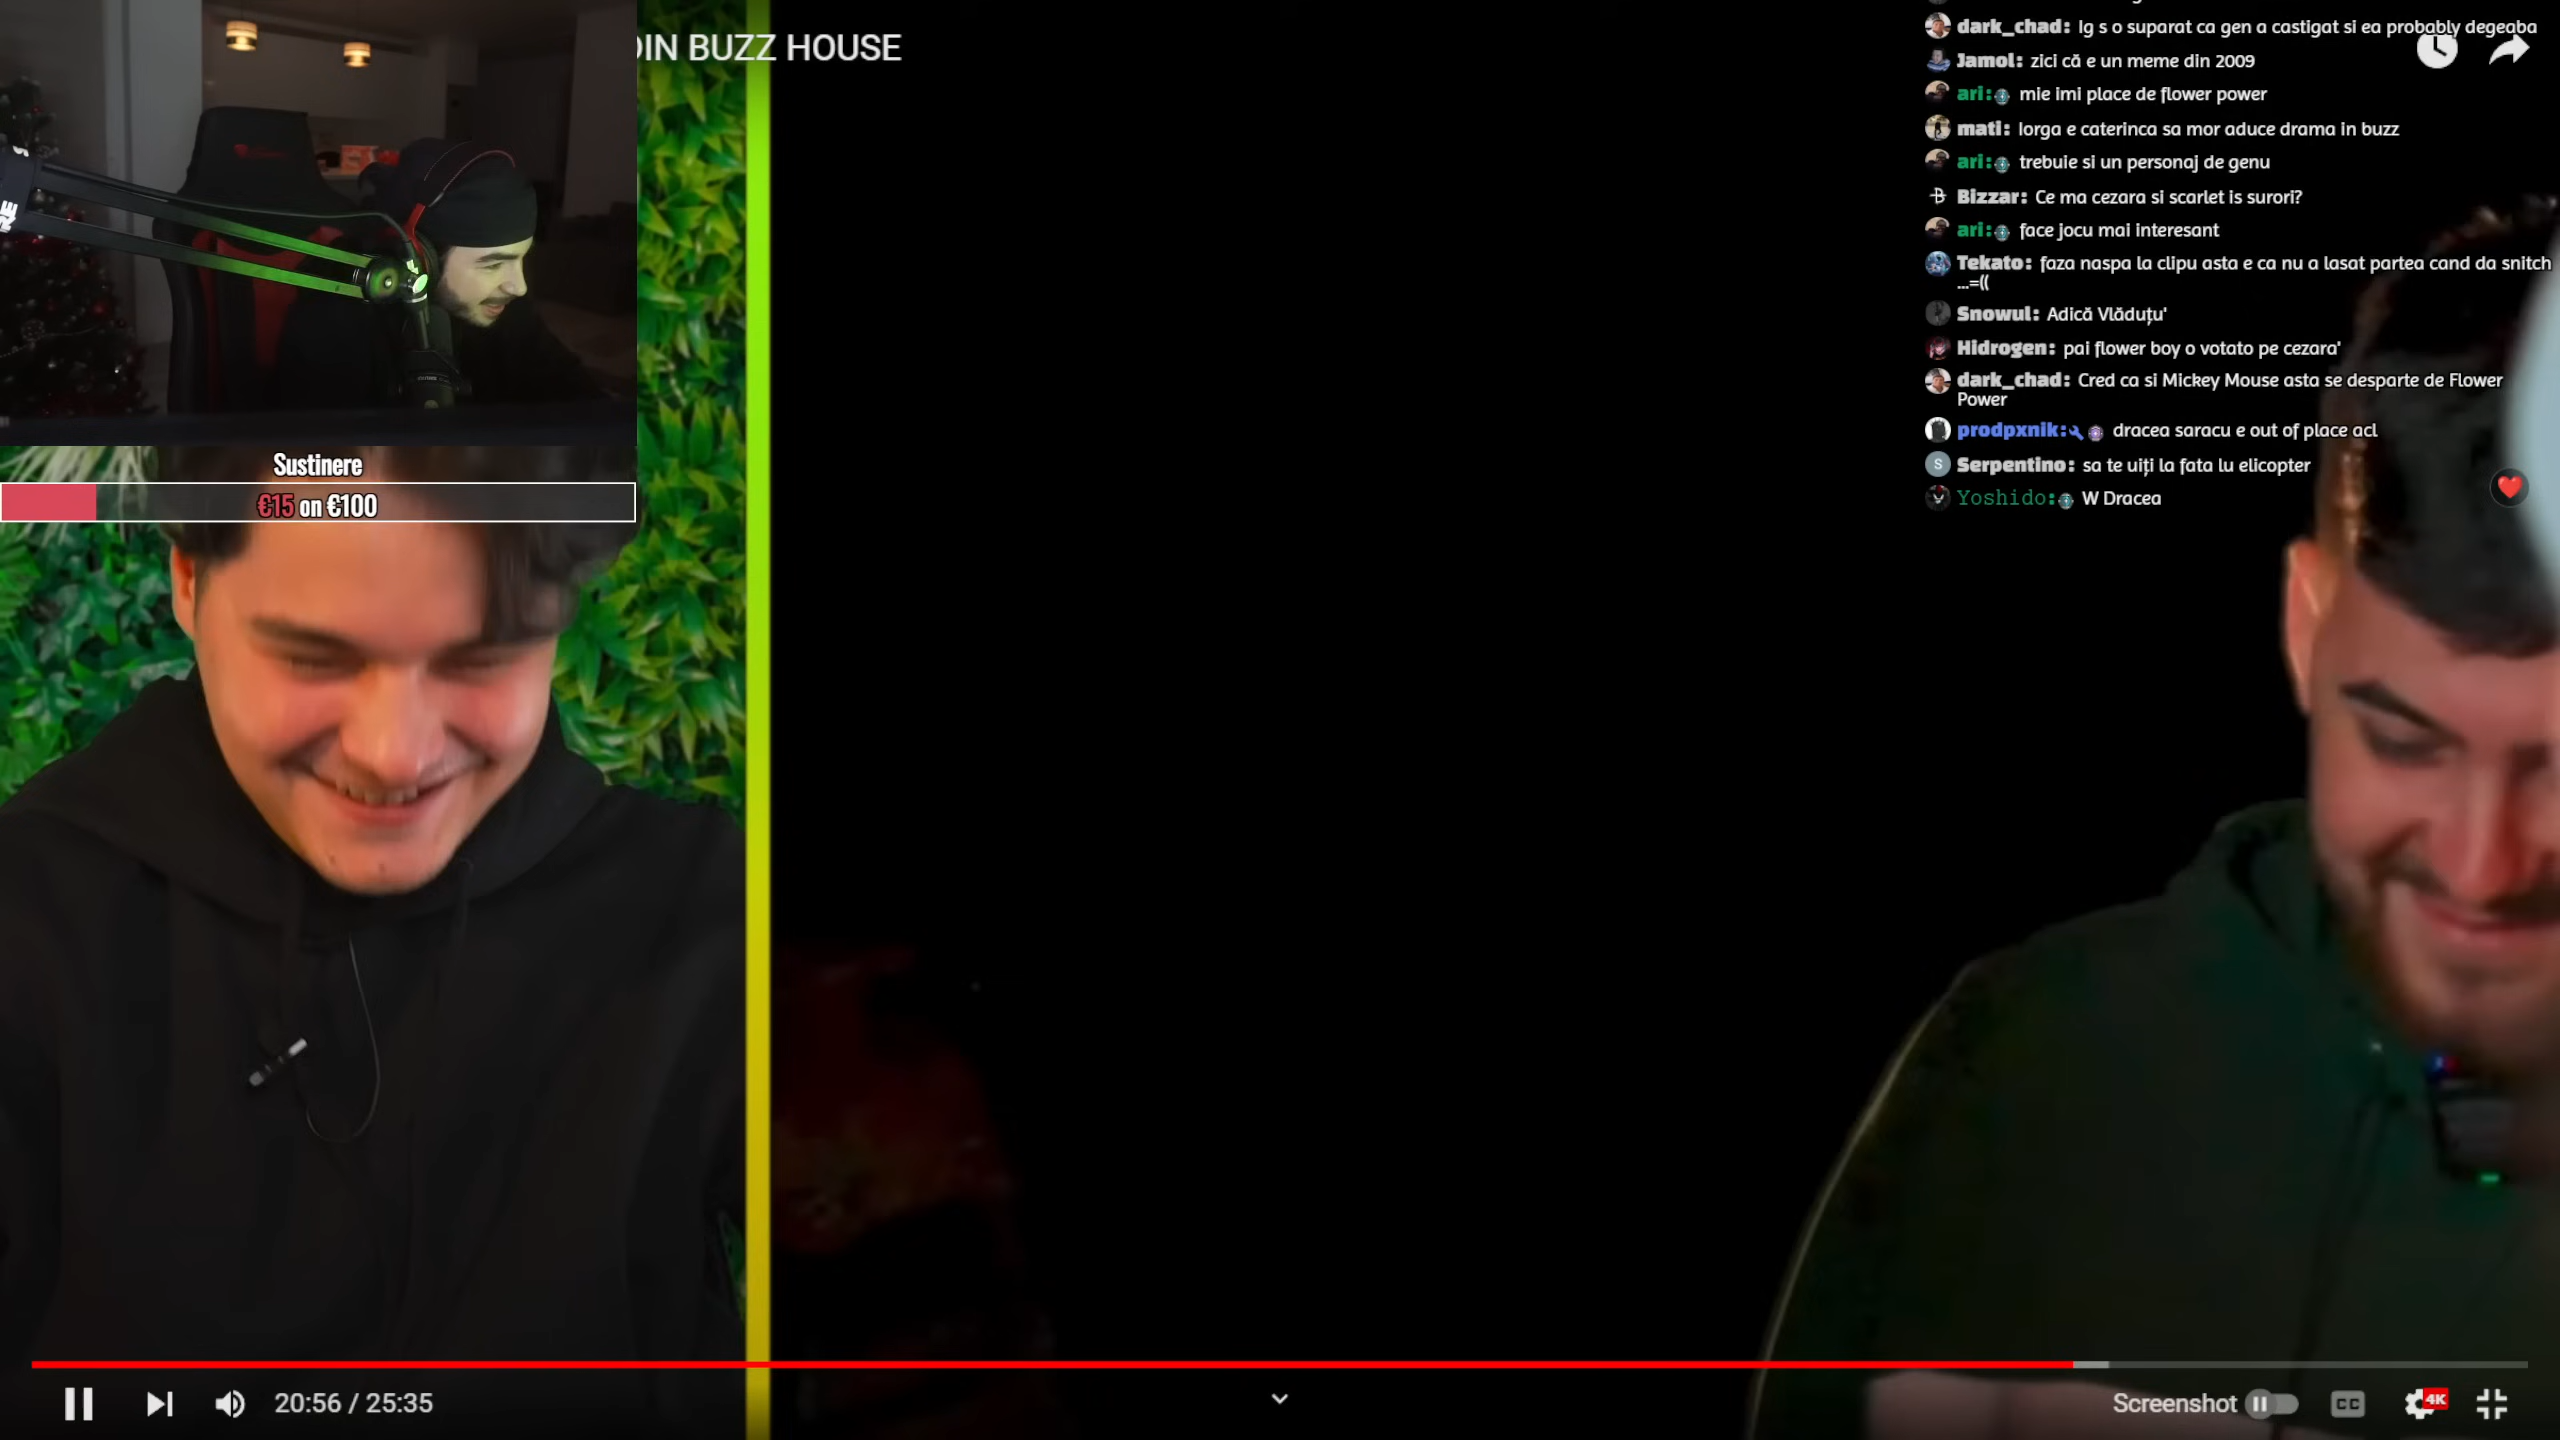 IN BUZZ HOUSE
dark_chad: Ig s o suparat ca gen a castigat si ea probably degeaba
Jamol: zici că e un meme din 2009
ari: mie imi place de flower power
mati: Iorga e caterinca sa mor aduce drama in buzz
ari: trebuie si un personaj de genu
Bizzar: Ce ma cezara si scarlet is surori?
ari: face jocu mai interesant
Tekato: faza naspa la clipu asta e ca nu a lasat partea cand da snitch
...=((
Snowul: Adică Vlăduțu'
Hidrogen: pai flower boy o votato pe cezara'
dark_chad: Cred ca si Mickey Mouse asta se desparte de Flower
Power
prodpxnik: dracea saracu e out of place acl
S Serpentino: sa te uiți la fata lu elicopter
Yoshido: W Dracea
Sustinere
€15 on €100
20:56 / 25:35
Screenshot
CC
4K